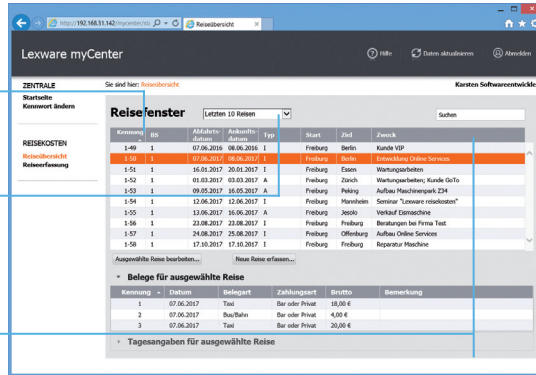 http://192.168.31.142/mycenter/rei
Reiseübersicht
Lexware myCenter
Hilfe
Daten aktualisieren
Abmelden
ZENTRALE
Startseite
Kennwort ändern
REISEKOSTEN
Reiseübersicht
Reiseerfassung
Sie sind hier: Reiseübersicht
Karsten Softwareentwickle
Reisefenster
Letzten 10 Reisen
Suchen
Kennung BS Abfahrts-datum Ankunfts-datum Typ Start Ziel Zweck
1-49 1 07.06.2016 08.06.2016 I Freiburg Berlin Kunde VIP
1-50 1 07.06.2017 08.06.2017 I Freiburg Berlin Entwicklung Online Services
1-51 1 16.01.2017 20.01.2017 I Freiburg Essen Wartungsarbeiten
1-52 1 01.03.2017 03.03.2017 A Freiburg Zürich Wartungsarbeiten; Kunde GoTo
1-53 1 09.05.2017 16.05.2017 A Freiburg Peking Aufbau Maschinenpark Z34
1-54 1 12.06.2017 12.06.2017 I Freiburg Mannheim Seminar "Lexware reisekosten"
1-55 1 13.06.2017 16.06.2017 A Freiburg Jesolo Verkauf Eismaschine
1-56 1 23.08.2017 23.08.2017 I Freiburg Freiburg Beratungen bei Firma Test
1-57 1 24.08.2017 25.08.2017 I Freiburg Offenburg Aufbau Online Services
1-58 1 17.10.2017 17.10.2017 I Freiburg Freiburg Reparatur Maschine
Ausgewählte Reise bearbeiten...
Neue Reise erfassen...
Belege für ausgewählte Reise
Kennung Datum Belegart Zahlungsart Brutto Bemerkung
1 07.06.2017 Taxi Bar oder Privat 18,00 €
2 07.06.2017 Bus/Bahn Bar oder Privat 4,00 €
3 07.06.2017 Taxi Bar oder Privat 20,00 €
Tagesangaben für ausgewählte Reise